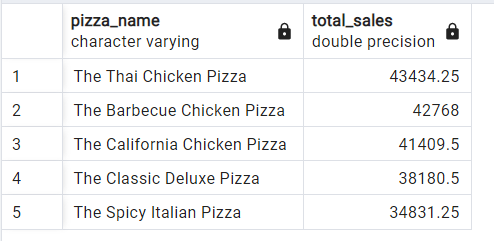 pizza_name total_sales
character varying double precision
1 The Thai Chicken Pizza 43434.25
2 The Barbecue Chicken Pizza 42768
3 The California Chicken Pizza 41409.5
4 The Classic Deluxe Pizza 38180.5
5 The Spicy Italian Pizza 34831.25